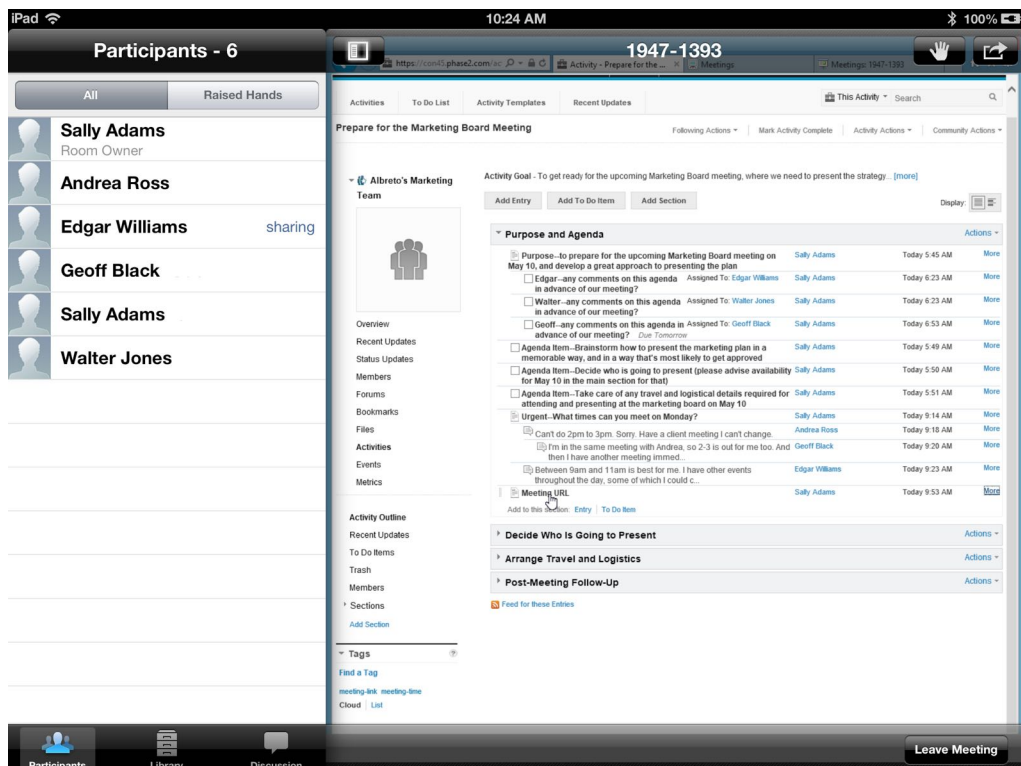 iPad 10:24 AM 100%
Participants - 6
All Raised Hands
Sally Adams
Room Owner
Andrea Ross
Edgar Williams sharing
Geoff Black
Sally Adams
Walter Jones
Participants Library Discussion
1947-1393
https://con45.phase2.com/ac Activity - Prepare for the ... Meetings Meetings: 1947-1393
Activities To Do List Activity Templates Recent Updates This Activity Search
Prepare for the Marketing Board Meeting Following Actions Mark Activity Complete Activity Actions Community Actions
Albreto's Marketing
Team
Overview
Recent Updates
Status Updates
Members
Forums
Bookmarks
Files
Activities
Events
Metrics
Activity Outline
Recent Updates
To Do Items
Trash
Members
Sections
Add Section
Tags
Find a Tag
meeting-link meeting-time
Cloud List
Activity Goal - To get ready for the upcoming Marketing Board meeting, where we need to present the strategy... [more]
Add Entry Add To Do Item Add Section Display:
Purpose and Agenda Actions
Purpose--to prepare for the upcoming Marketing Board meeting on Sally Adams Today 5:45 AM More
May 10, and develop a great approach to presenting the plan
Edgar--any comments on this agenda Assigned To: Edgar Williams Sally Adams Today 6:23 AM More
in advance of our meeting?
Walter--any comments on this agenda Assigned To: Walter Jones Sally Adams Today 6:23 AM More
in advance of our meeting?
Geoff--any comments on this agenda in Assigned To: Geoff Black Sally Adams Today 6:53 AM More
advance of our meeting? Due Tomorrow
Agenda Item--Brainstorm how to present the marketing plan in a Sally Adams Today 5:49 AM More
memorable way, and in a way that's most likely to get approved
Agenda Item--Decide who is going to present (please advise availability Sally Adams Today 5:50 AM More
for May 10 in the main section for that)
Agenda Item--Take care of any travel and logistical details required for Sally Adams Today 5:51 AM More
attending and presenting at the marketing board on May 10
Urgent--What times can you meet on Monday? Sally Adams Today 9:14 AM More
Can't do 2pm to 3pm. Sorry. Have a client meeting I can't change. Andrea Ross Today 9:18 AM More
I'm in the same meeting with Andrea, so 2-3 is out for me too. And Geoff Black Today 9:20 AM More
then I have another meeting immed...
Between 9am and 11am is best for me. I have other events Edgar Williams Today 9:23 AM More
throughout the day, some of which I could c...
Meeting URL Sally Adams Today 9:53 AM More
Add to this section: Entry To Do Item
Decide Who Is Going to Present Actions
Arrange Travel and Logistics Actions
Post-Meeting Follow-Up Actions
Feed for these Entries
Leave Meeting